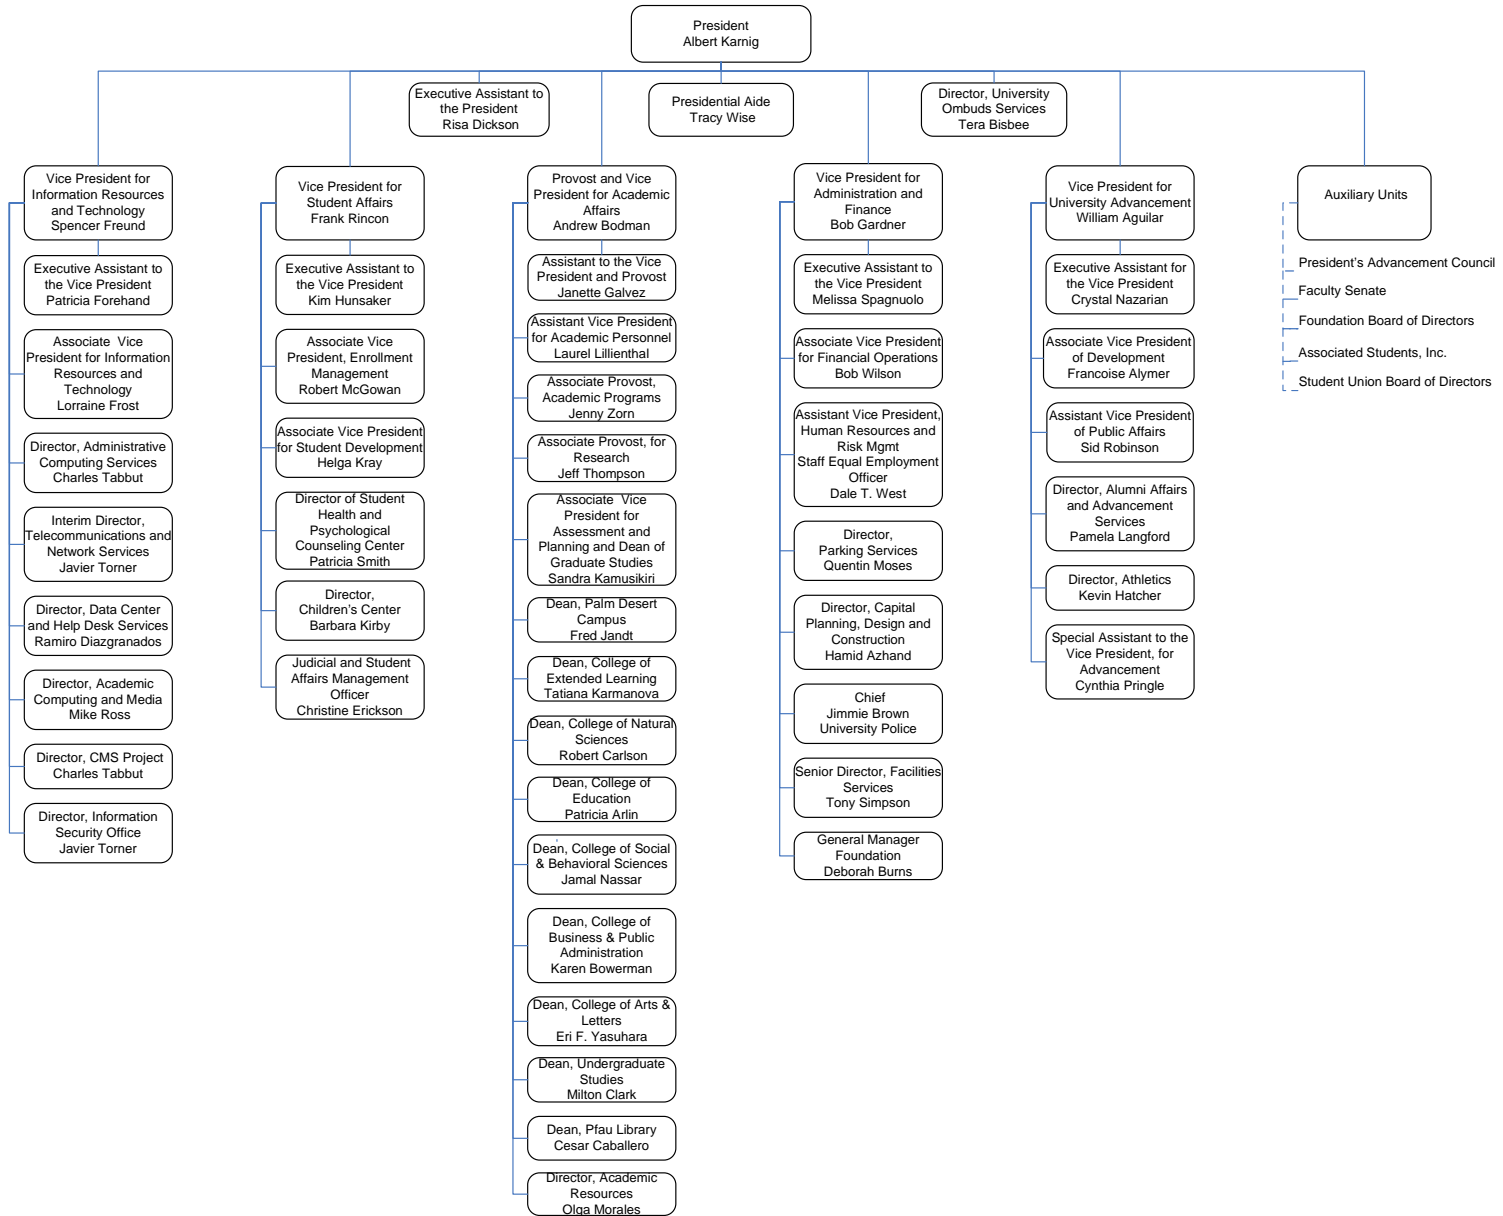 President
Albert Karnig
Executive Assistant to
the President
Risa Dickson
Presidential Aide
Tracy Wise
Director, University
Ombuds Services
Tera Bisbee
Vice President for
Information Resources
and Technology
Spencer Freund
Executive Assistant to
the Vice President
Patricia Forehand
Associate Vice
President for Information
Resources and
Technology
Lorraine Frost
Director, Administrative
Computing Services
Charles Tabbut
Interim Director,
Telecommunications and
Network Services
Javier Torner
Director, Data Center
and Help Desk Services
Ramiro Diazgranados
Director, Academic
Computing and Media
Mike Ross
Director, CMS Project
Charles Tabbut
Director, Information
Security Office
Javier Torner
Vice President for
Student Affairs
Frank Rincon
Executive Assistant to
the Vice President
Kim Hunsaker
Associate Vice
President, Enrollment
Management
Robert McGowan
Associate Vice President
for Student Development
Helga Kray
Director of Student
Health and
Psychological
Counseling Center
Patricia Smith
Director,
Children's Center
Barbara Kirby
Judicial and Student
Affairs Management
Officer
Christine Erickson
Provost and Vice
President for Academic
Affairs
Andrew Bodman
Assistant to the Vice
President and Provost
Janette Galvez
Assistant Vice President
for Academic Personnel
Laurel Lillienthal
Associate Provost,
Academic Programs
Jenny Zorn
Associate Provost, for
Research
Jeff Thompson
Associate Vice
President for
Assessment and
Planning and Dean of
Graduate Studies
Sandra Kamusikiri
Dean, Palm Desert
Campus
Fred Jandt
Dean, College of
Extended Learning
Tatiana Karmanova
Dean, College of Natural
Sciences
Robert Carlson
Dean, College of
Education
Patricia Arlin
Dean, College of Social
& Behavioral Sciences
Jamal Nassar
Dean, College of
Business & Public
Administration
Karen Bowerman
Dean, College of Arts &
Letters
Eri F. Yasuhara
Dean, Undergraduate
Studies
Milton Clark
Dean, Pfau Library
Cesar Caballero
Director, Academic
Resources
Olga Morales
Vice President for
Administration and
Finance
Bob Gardner
Executive Assistant to
the Vice President
Melissa Spagnuolo
Associate Vice President
for Financial Operations
Bob Wilson
Assistant Vice President,
Human Resources and
Risk Mgmt
Staff Equal Employment
Officer
Dale T. West
Director,
Parking Services
Quentin Moses
Director, Capital
Planning, Design and
Construction
Hamid Azhand
Chief
Jimmie Brown
University Police
Senior Director, Facilities
Services
Tony Simpson
General Manager
Foundation
Deborah Burns
Vice President for
University Advancement
William Aguilar
Executive Assistant for
the Vice President
Crystal Nazarian
Associate Vice President
of Development
Francoise Alymer
Assistant Vice President
of Public Affairs
Sid Robinson
Director, Alumni Affairs
and Advancement
Services
Pamela Langford
Director, Athletics
Kevin Hatcher
Special Assistant to the
Vice President, for
Advancement
Cynthia Pringle
Auxiliary Units
President's Advancement Council
Faculty Senate
Foundation Board of Directors
Associated Students, Inc.
Student Union Board of Directors